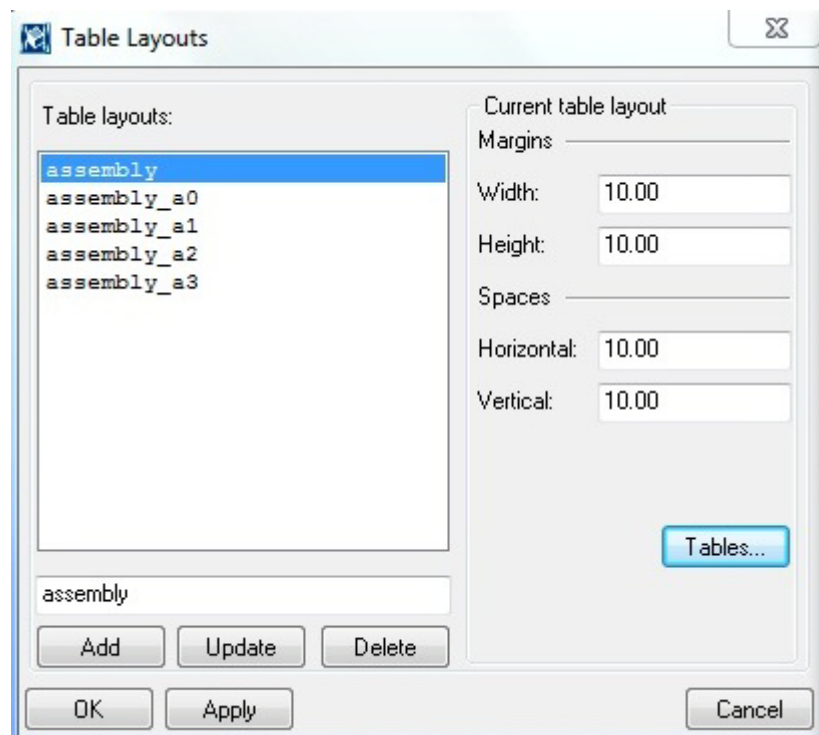 Table Layouts
Table layouts:
assembly
assembly_a0
assembly_a1
assembly_a2
assembly_a3
assembly
Add Update Delete
Current table layout
Margins
Width: 10.00
Height: 10.00
Spaces
Horizontal: 10.00
Vertical: 10.00
Tables...
OK Apply Cancel